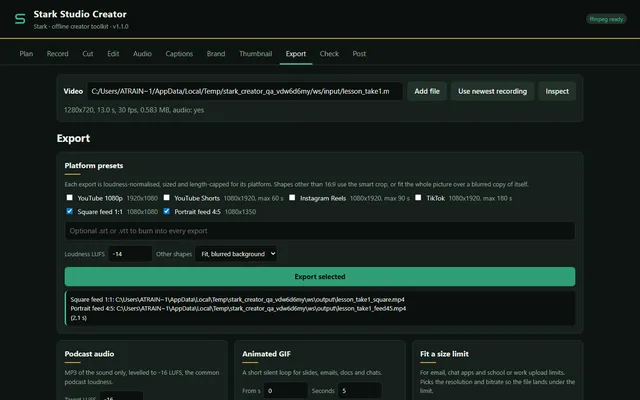 Stark Studio Creator
Stark · offline creator toolkit · v1.1.0
ffmpeg ready
Plan Record Cut Edit Audio Captions Brand Thumbnail Export Check Post
Video C:/Users/ATRAIN~1/AppData/Local/Temp/stark_creator_qa_vdw6d6my/ws/input/lesson_take1.m Add file Use newest recording Inspect
1280x720, 13.0 s, 30 fps, 0.583 MB, audio: yes
Export
Platform presets
Each export is loudness-normalised, sized and length-capped for its platform. Shapes other than 16:9 use the smart crop, or fit the whole picture over a blurred copy of itself.
YouTube 1080p 1920x1080 YouTube Shorts 1080x1920, max 60 s Instagram Reels 1080x1920, max 90 s TikTok 1080x1920, max 180 s
Square feed 1:1 1080x1080 Portrait feed 4:5 1080x1350
Optional .srt or .vtt to burn into every export
Loudness LUFS -14 Other shapes Fit, blurred background
Export selected
Square feed 1:1: C:\Users\ATRAIN~1\AppData\Local\Temp\stark_creator_qa_vdw6d6my\ws\output\lesson_take1_square.mp4
Portrait feed 4:5: C:\Users\ATRAIN~1\AppData\Local\Temp\stark_creator_qa_vdw6d6my\ws\output\lesson_take1_feed45.mp4
(2.1 s)
Podcast audio
MP3 of the sound only, levelled to -16 LUFS, the common
podcast loudness.
Target LUFS -16
Animated GIF
A short silent loop for slides, emails, docs and chats.
From s 0 Seconds 5
Fit a size limit
For email, chat apps and school or work upload limits.
Picks the resolution and bitrate so the file lands under the
limit.